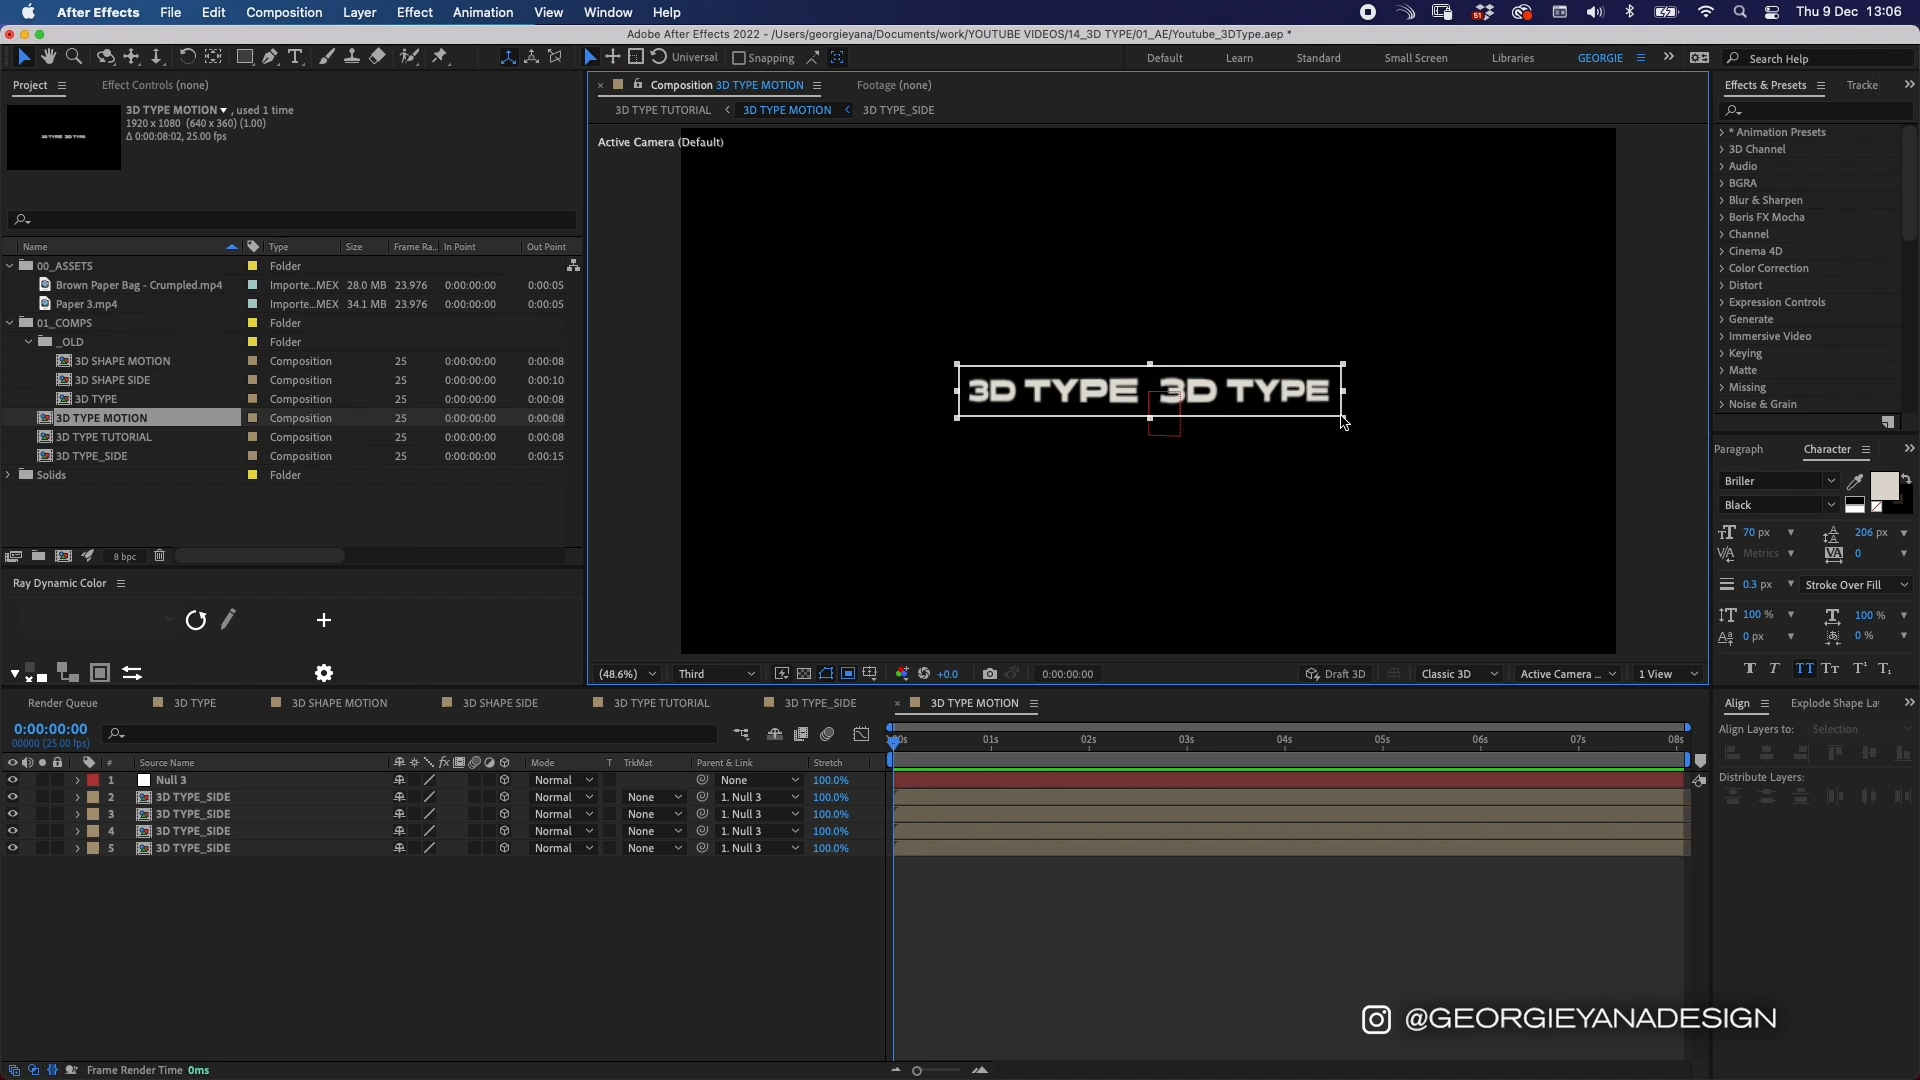 After Effects File Edit Composition Layer Effect Animation View Window Help
51 Thu 9 Dec 13:06
Adobe After Effects 2022 - /Users/georgieyana/Documents/work/YOUTUBE VIDEOS/14_3D TYPE/01_AE/Youtube_3DType.aep *
Universal Snapping Default Learn Standard Small Screen Libraries GEORGIE Search Help
Project Effect Controls (none)
3D TYPE MOTION , used 1 time
1920 x 1080 (640 x 360) (1.00)
Δ 0:00:08:02, 25.00 fps
Name Type Size Frame Ra... In Point Out Point
00_ASSETS Folder
Brown Paper Bag - Crumpled.mp4 Importe...MEX 28.0 MB 23.976 0:00:00:00 0:00:05
Paper 3.mp4 Importe...MEX 34.1 MB 23.976 0:00:00:00 0:00:05
01_COMPS Folder
_OLD Folder
3D SHAPE MOTION Composition 25 0:00:00:00 0:00:08
3D SHAPE SIDE Composition 25 0:00:00:00 0:00:10
3D TYPE Composition 25 0:00:00:00 0:00:08
3D TYPE MOTION Composition 25 0:00:00:00 0:00:08
3D TYPE TUTORIAL Composition 25 0:00:00:00 0:00:08
3D TYPE_SIDE Composition 25 0:00:00:00 0:00:15
Solids Folder
8 bpc
Ray Dynamic Color
Composition 3D TYPE MOTION Footage (none)
3D TYPE TUTORIAL 3D TYPE MOTION 3D TYPE_SIDE
Active Camera (Default)
3D TYPE 3D TYPE
(48.6%) Third +0.0 0:00:00:00 Draft 3D Classic 3D Active Camera ... 1 View
Effects & Presets Tracke
* Animation Presets
3D Channel
Audio
BGRA
Blur & Sharpen
Boris FX Mocha
Channel
Cinema 4D
Color Correction
Distort
Expression Controls
Generate
Immersive Video
Keying
Matte
Missing
Noise & Grain
Paragraph Character
Briller
Black
70 px 206 px
Metrics 0
0.3 px Stroke Over Fill
100 % 100 %
0 px 0 %
T T TT Tт T¹ T₁
Render Queue 3D TYPE 3D SHAPE MOTION 3D SHAPE SIDE 3D TYPE TUTORIAL 3D TYPE_SIDE 3D TYPE MOTION
0:00:00:00
00000 (25.00 fps)
01s 02s 03s 04s 05s 06s 07s 08s
# Source Name Mode T TrkMat Parent & Link Stretch
1 Null 3 Normal None 100.0%
2 3D TYPE_SIDE Normal None 1. Null 3 100.0%
3 3D TYPE_SIDE Normal None 1. Null 3 100.0%
4 3D TYPE_SIDE Normal None 1. Null 3 100.0%
5 3D TYPE_SIDE Normal None 1. Null 3 100.0%
Align Explode Shape La
Align Layers to: Selection
Distribute Layers:
@GEORGIEYANADESIGN
Frame Render Time 0ms